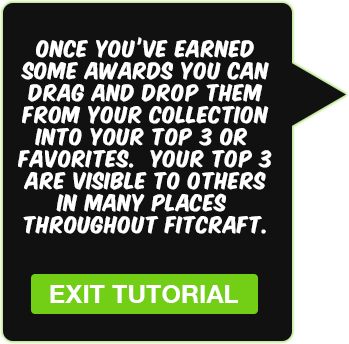 ONCE YOU'VE EARNED
SOME AWARDS YOU CAN
DRAG AND DROP THEM
FROM YOUR COLLECTION
INTO YOUR TOP 3 OR
FAVORITES. YOUR TOP 3
ARE VISIBLE TO OTHERS
IN MANY PLACES
THROUGHOUT FITCRAFT.
EXIT TUTORIAL